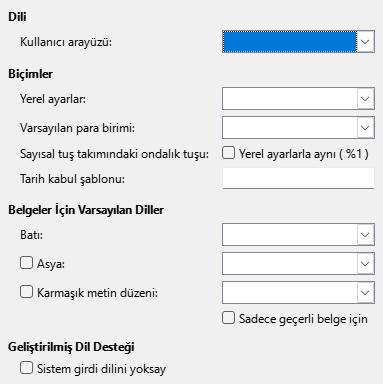 Dili
Kullanıcı arayüzü:
Biçimler
Yerel ayarlar:
Varsayılan para birimi:
Sayısal tuş takımındaki ondalık tuşu: Yerel ayarlarla aynı ( %1 )
Tarih kabul şablonu:
Belgeler İçin Varsayılan Diller
Batı:
Asya:
Karmaşık metin düzeni:
Sadece geçerli belge için
Geliştirilmiş Dil Desteği
Sistem girdi dilini yoksay